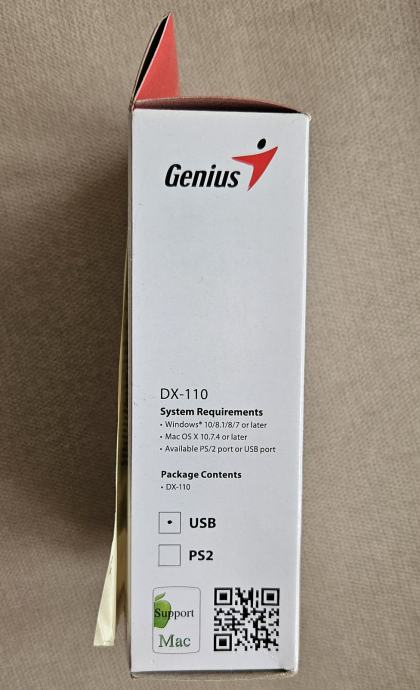 Genius
DX-110
System Requirements
• Windows® 10/8.1/8/7 or later
• Mac OS X 10.7.4 or later
• Available PS/2 port or USB port
Package Contents
• DX-110
USB
PS2
Support
Mac